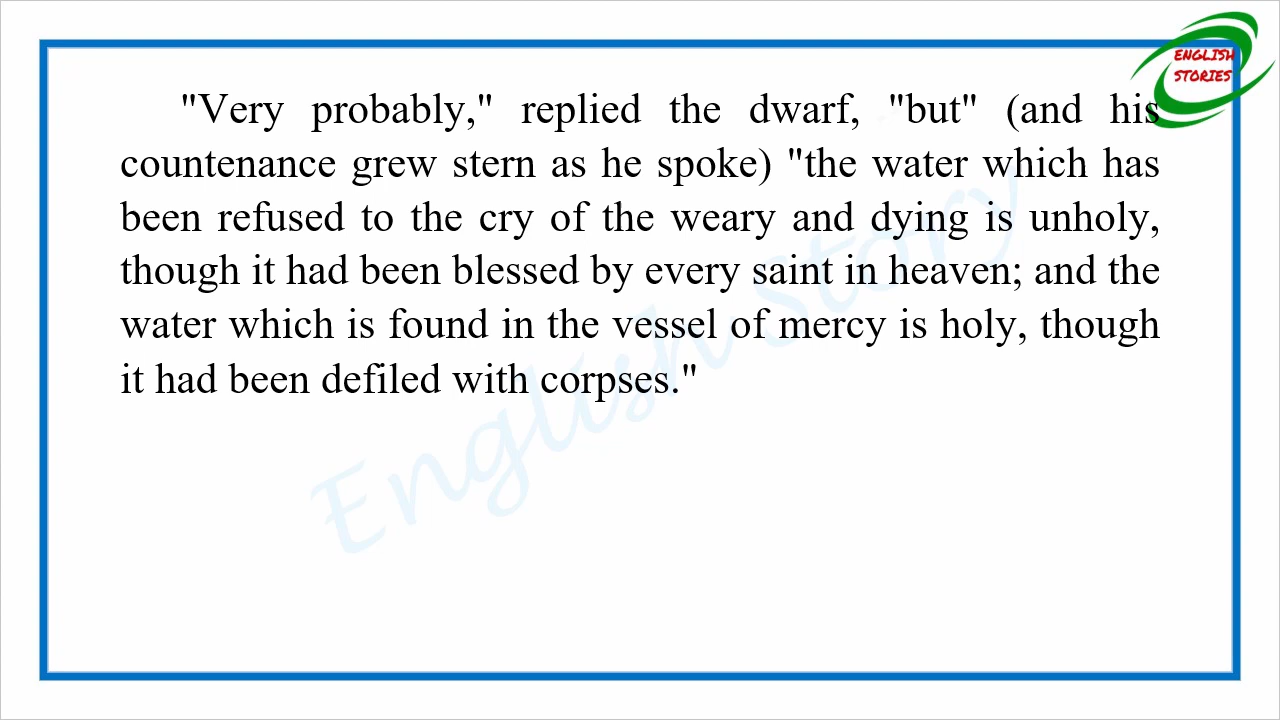 ENGLISH
STORIES
"Very probably," replied the dwarf, "but" (and his
countenance grew stern as he spoke) "the water which has
been refused to the cry of the weary and dying is unholy,
though it had been blessed by every saint in heaven; and the
water which is found in the vessel of mercy is holy, though
it had been defiled with corpses."
English Story